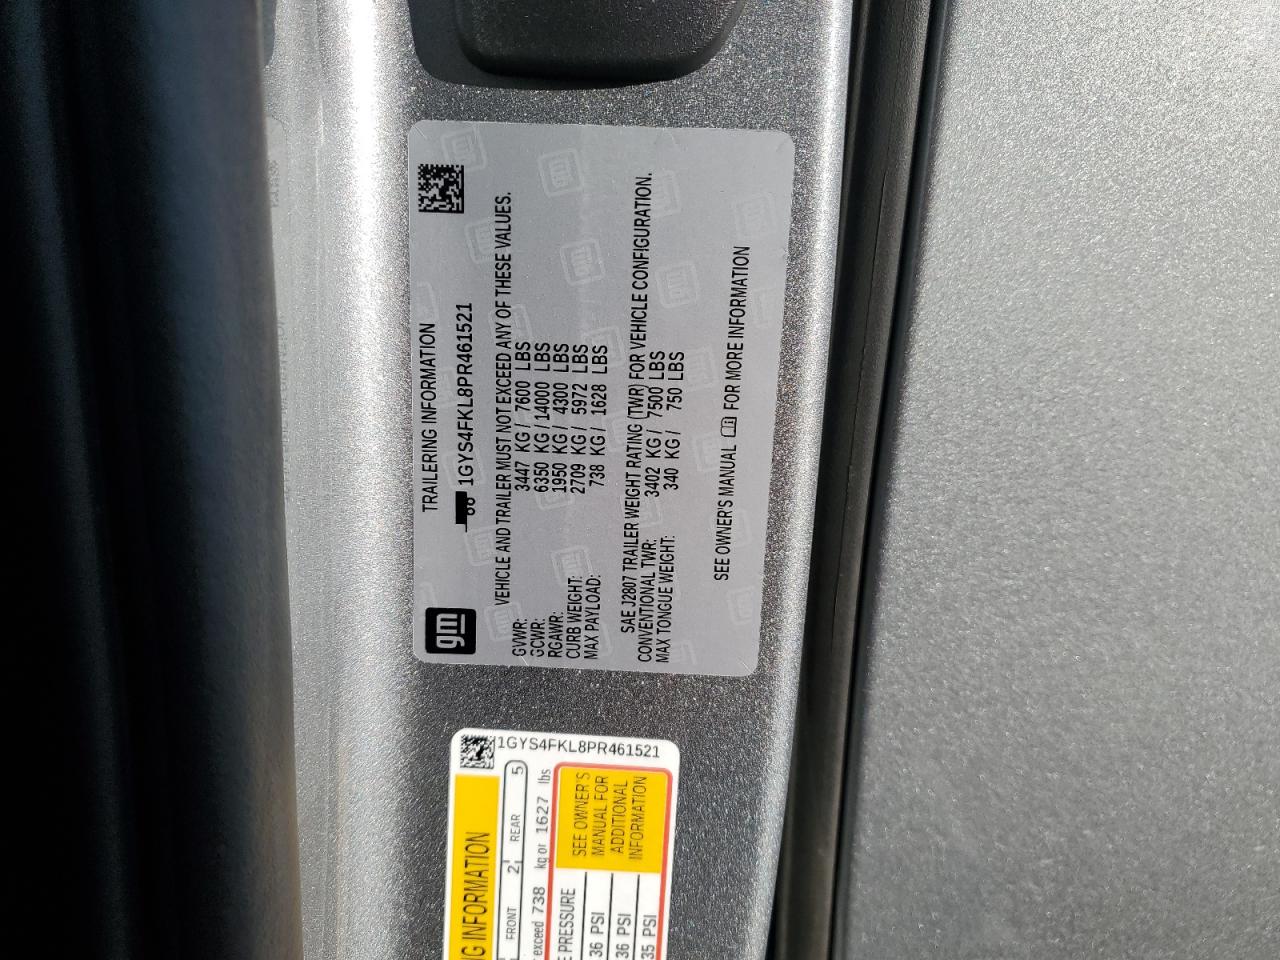 gm
TRAILERING INFORMATION
1GYS4FKL8PR461521
VEHICLE AND TRAILER MUST NOT EXCEED ANY OF THESE VALUES.
GVWR: 3447 KG / 7600 LBS
GCWR: 6350 KG / 14000 LBS
RGAWR: 1950 KG / 4300 LBS
CURB WEIGHT: 2709 KG / 5972 LBS
MAX PAYLOAD: 738 KG / 1628 LBS
SAE J2807 TRAILER WEIGHT RATING (TWR) FOR VEHICLE CONFIGURATION.
CONVENTIONAL TWR: 3402 KG / 7500 LBS
MAX TONGUE WEIGHT: 340 KG / 750 LBS
SEE OWNER'S MANUAL FOR MORE INFORMATION
NG INFORMATION
1GYS4FKL8PR461521
FRONT 2 REAR 5
exceed 738 kg or 1627 lbs
E PRESSURE
36 PSI
36 PSI
35 PSI
SEE OWNER'S
MANUAL FOR
ADDITIONAL
INFORMATION